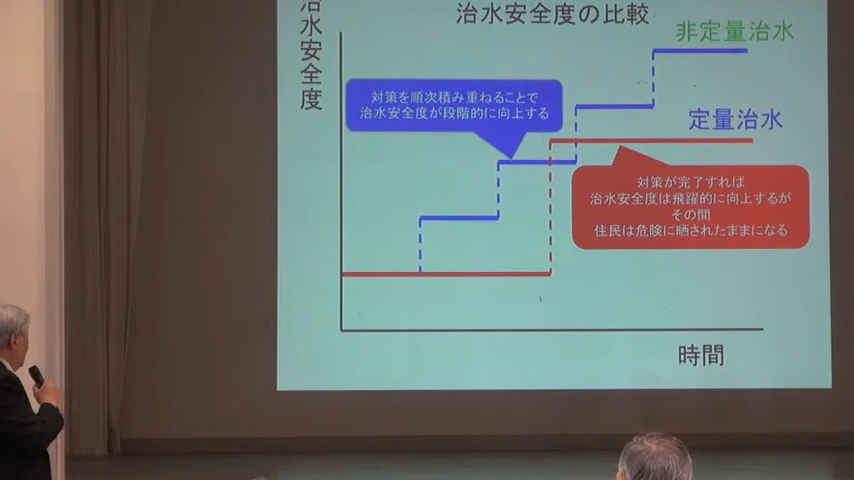 治水安全度の比較
治水安全度
非定量治水
対策を順次積み重ねることで
治水安全度が段階的に向上する
定量治水
対策が完了すれば
治水安全度は飛躍的に向上するが
その間
住民は危険に晒されたままになる
時間